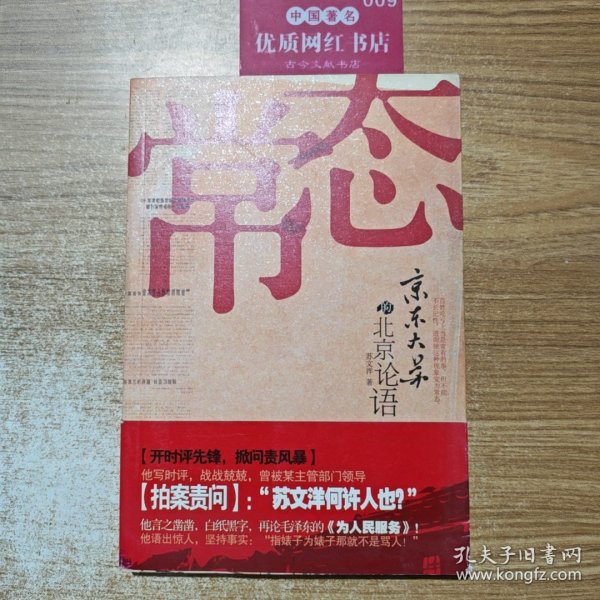 009
中国著名
优质网红书店
古今文献书店
常态
京东大峡
的北京论语
苏文洋 著
【开时评先锋,掀问责风暴】
他写时评,战战兢兢,曾被某主管部门领导
【拍案责问】:“苏文洋何许人也?”
他言之凿凿,白纸黑字,再论毛泽东的《为人民服务》!
他语出惊人,坚持事实:“指婊子为婊子那就不是骂人!”
孔夫子旧书网
www.kongfz.com